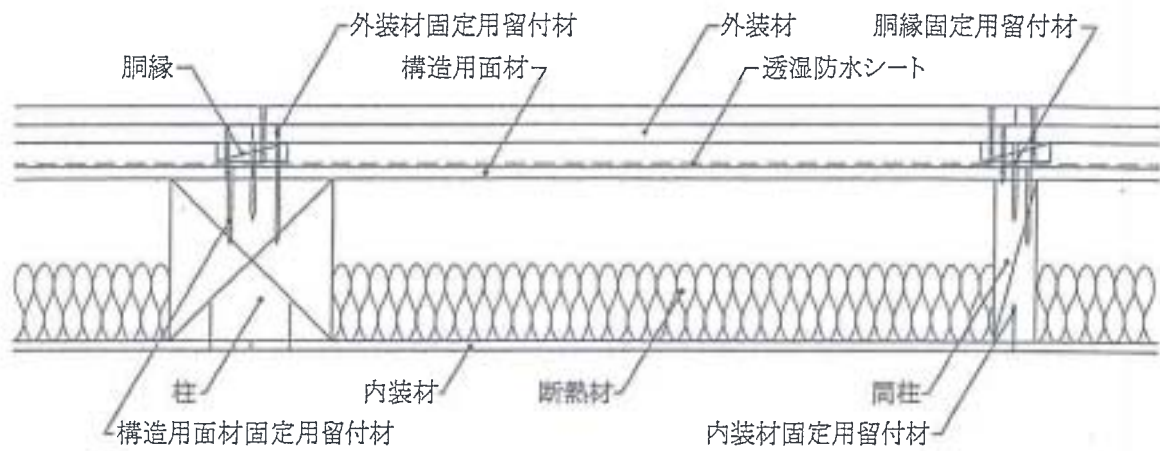 外装材固定用留付材
外装材
胴縁固定用留付材
胴縁
構造用面材
透湿防水シート
柱
内装材
断熱材
間柱
構造用面材固定用留付材
内装材固定用留付材